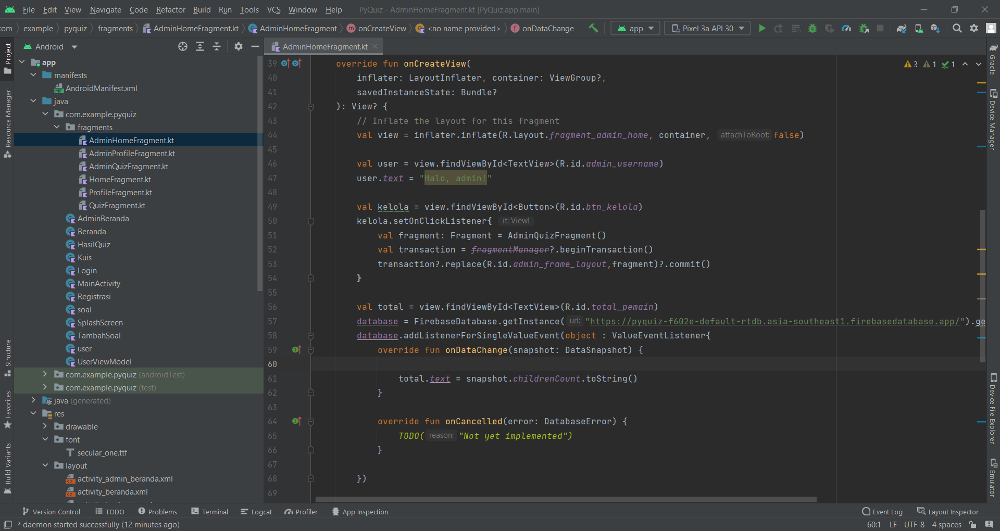 File Edit View Navigate Code Refactor Build Run Tools VCS Window Help PyQuiz - AdminHomeFragment.kt [PyQuiz.app.main]
om example pyquiz fragments AdminHomeFragment.kt AdminHomeFragment onCreateView <no name provided> onDataChange app Pixel 3a API 30
Project
Resource Manager
Structure
Favorites
Build Variants
Android
app
manifests
AndroidManifest.xml
java
com.example.pyquiz
fragments
AdminHomeFragment.kt
AdminProfileFragment.kt
AdminQuizFragment.kt
HomeFragment.kt
ProfileFragment.kt
QuizFragment.kt
AdminBeranda
Beranda
HasilQuiz
Kuis
Login
MainActivity
Registrasi
soal
SplashScreen
TambahSoal
user
UserViewModel
com.example.pyquiz (androidTest)
com.example.pyquiz (test)
java (generated)
res
drawable
font
secular_one.ttf
layout
activity_admin_beranda.xml
activity_beranda.xml
AdminHomeFragment.kt
3 1 1
39 override fun onCreateView(
40 inflater: LayoutInflater, container: ViewGroup?,
41 savedInstanceState: Bundle?
42 ): View? {
43 // Inflate the layout for this fragment
44 val view = inflater.inflate(R.layout.fragment_admin_home, container, attachToRoot: false)
45
46 val user = view.findViewById<TextView>(R.id.admin_username)
47 user.text = "Halo, admin!"
48
49 val kelola = view.findViewById<Button>(R.id.btn_kelola)
50 kelola.setOnClickListener{ it: View!
51 val fragment: Fragment = AdminQuizFragment()
52 val transaction = fragmentManager?.beginTransaction()
53 transaction?.replace(R.id.admin_frame_layout,fragment)?.commit()
54 }
55
56 val total = view.findViewById<TextView>(R.id.total_pemain)
57 database = FirebaseDatabase.getInstance( url: "https://pyquiz-f602e-default-rtdb.asia-southeast1.firebasedatabase.app/").ge
58 database.addListenerForSingleValueEvent(object : ValueEventListener{
59 override fun onDataChange(snapshot: DataSnapshot) {
60
61 total.text = snapshot.childrenCount.toString()
62 }
63
64 override fun onCancelled(error: DatabaseError) {
65 TODO( reason: "Not yet implemented")
66 }
67
68 })
69
Gradle
Device Manager
Device File Explorer
Emulator
Version Control TODO Problems Terminal Logcat Profiler App Inspection Event Log Layout Inspector
* daemon started successfully (12 minutes ago) 60:1 LF UTF-8 4 spaces